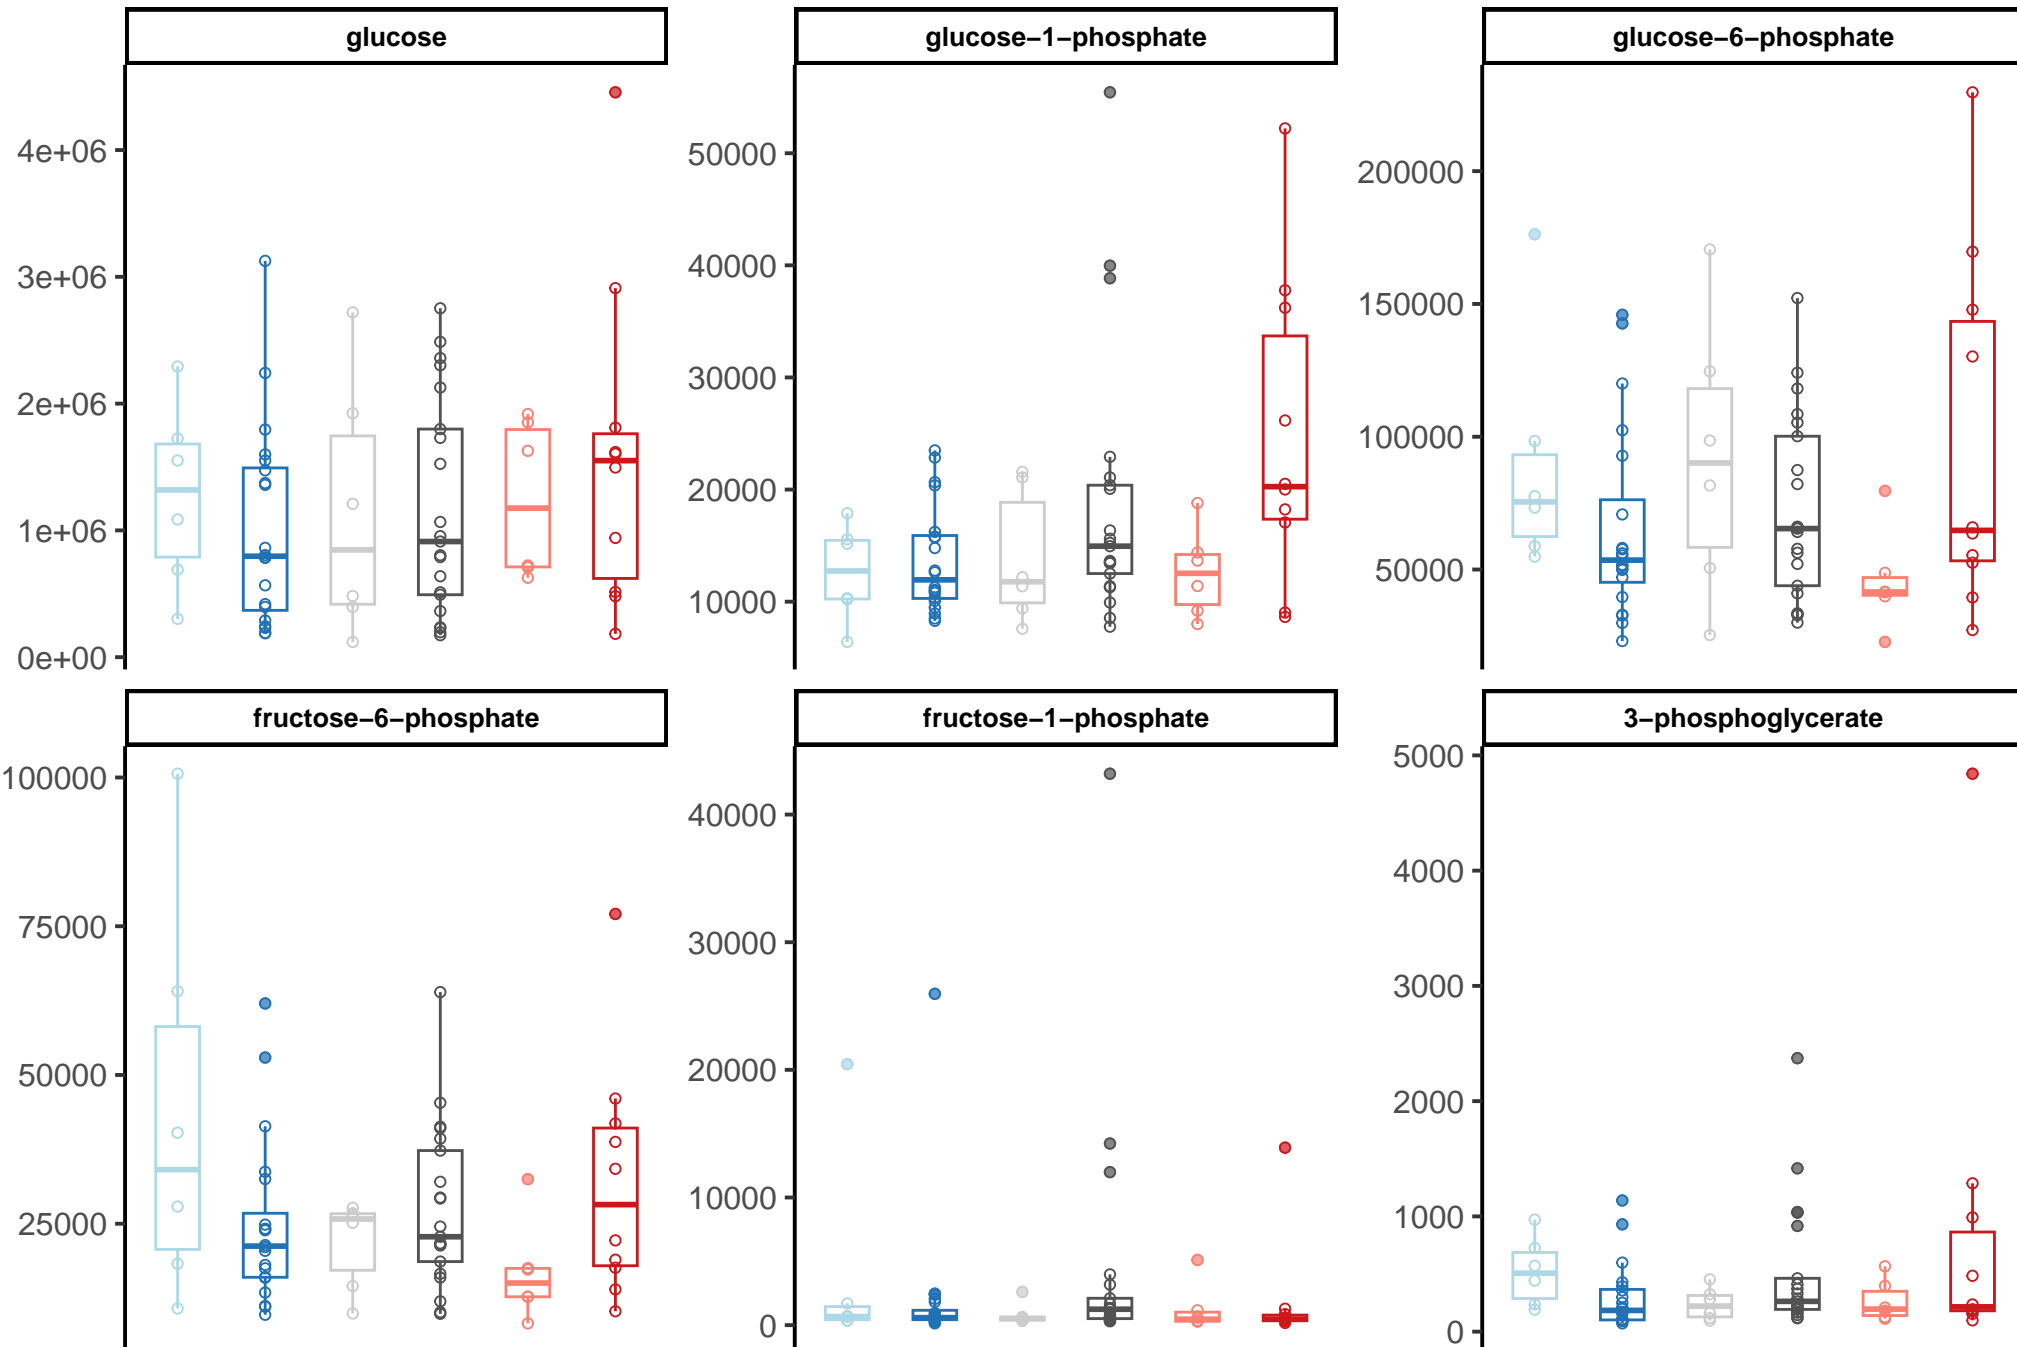 glucose
glucose−1−phosphate
glucose−6−phosphate
4e+06
3e+06
2e+06
1e+06
0e+00
50000
40000
30000
20000
10000
200000
150000
100000
50000
fructose−6−phosphate
fructose−1−phosphate
3−phosphoglycerate
100000
75000
50000
25000
40000
30000
20000
10000
0
5000
4000
3000
2000
1000
0